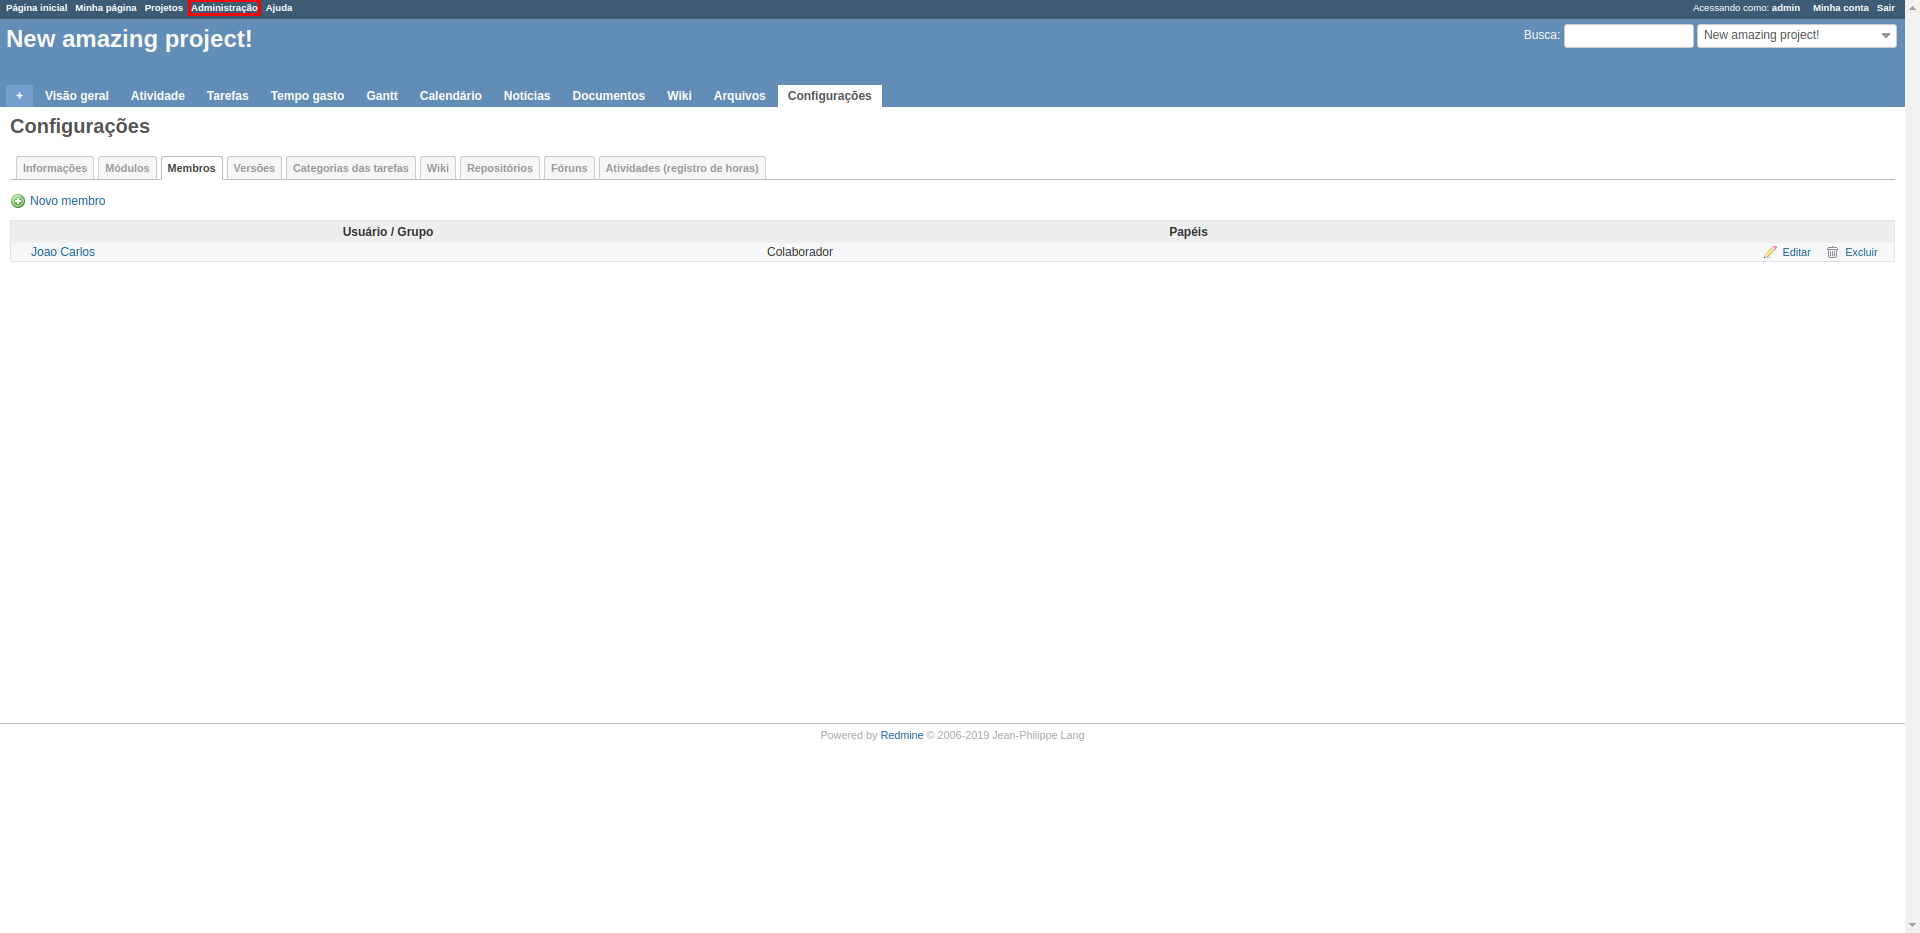 Página inicial Minha página Projetos Administração Ajuda Acessando como: admin Minha conta Sair
New amazing project! Busca: New amazing project!
+ Visão geral Atividade Tarefas Tempo gasto Gantt Calendário Notícias Documentos Wiki Arquivos Configurações
Configurações
Informações Módulos Membros Versões Categorias das tarefas Wiki Repositórios Fóruns Atividades (registro de horas)
Novo membro
Usuário / Grupo Papéis
Joao Carlos Colaborador Editar Excluir
Powered by Redmine © 2006-2019 Jean-Philippe Lang